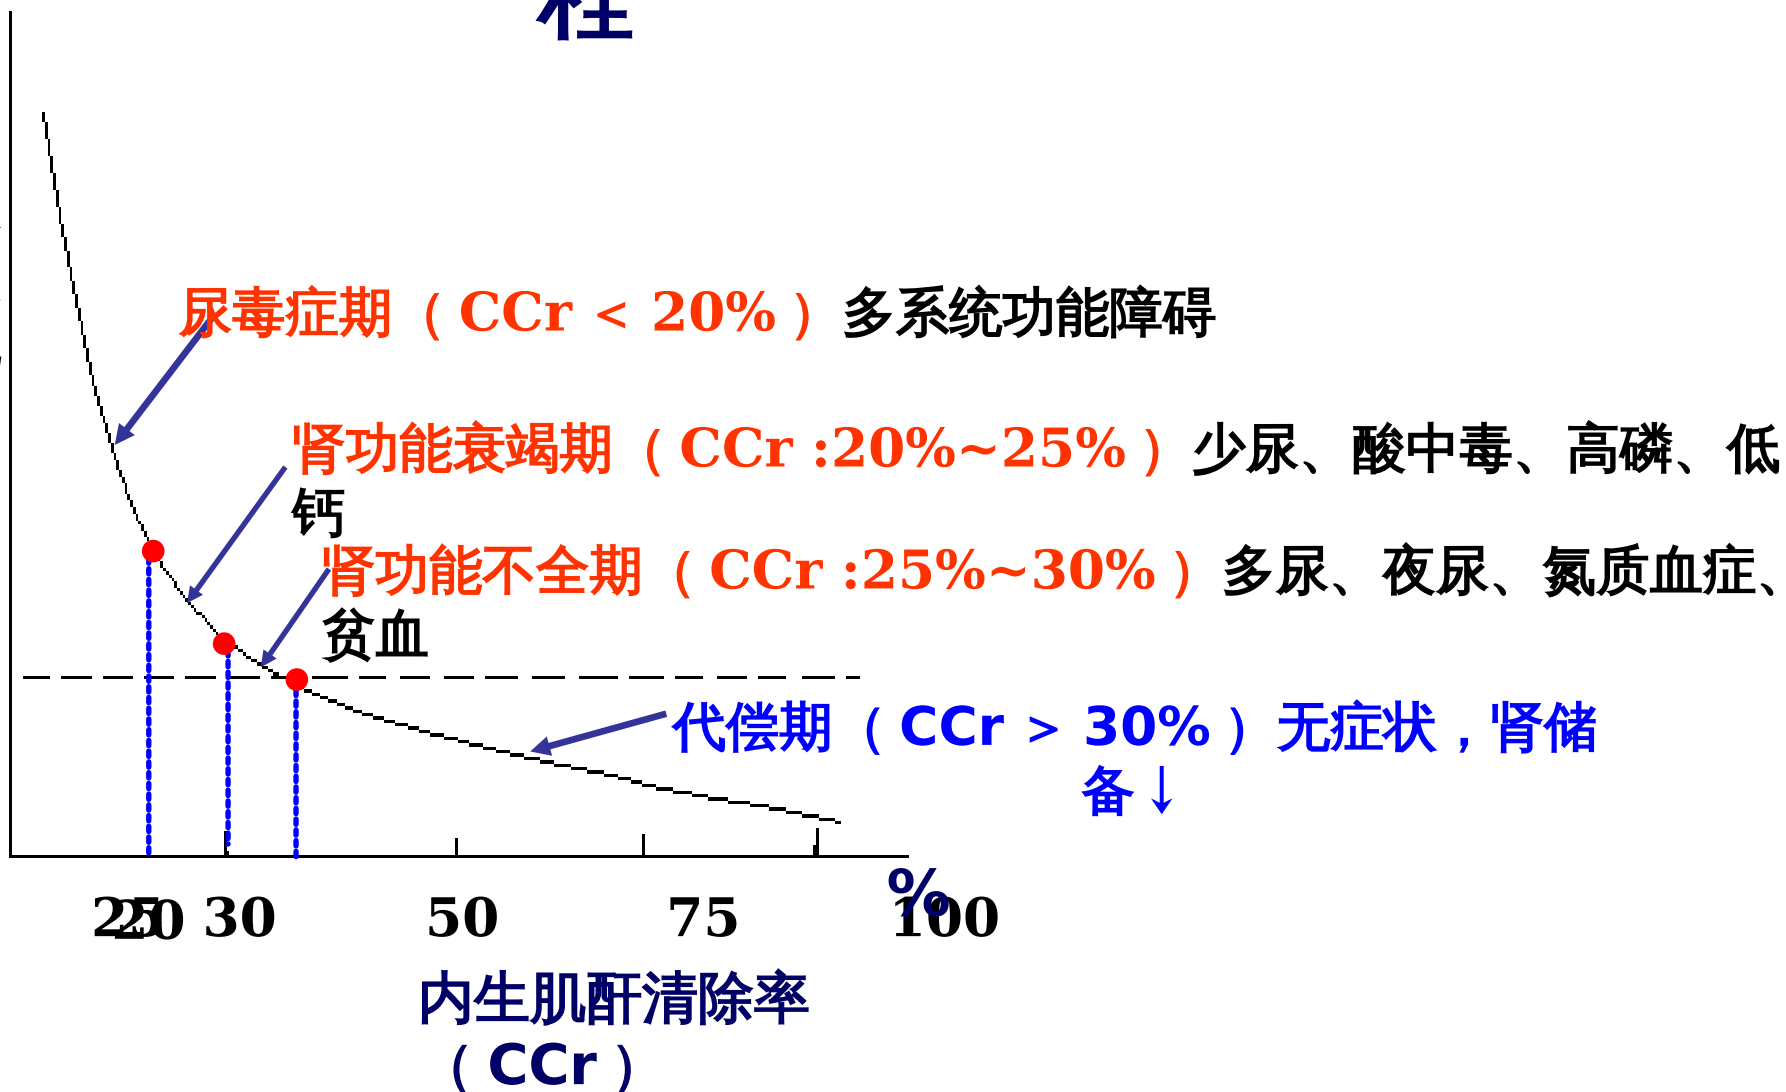 程
尿毒症期（CCr ＜ 20%）多系统功能障碍
肾功能衰竭期（CCr :20%~25%）少尿、酸中毒、高磷、低
钙
肾功能不全期（CCr :25%~30%）多尿、夜尿、氮质血症、
贫血
代偿期（CCr ＞ 30%）无症状，肾储
备↓
25 20 30 50 75 100 %
内生肌酐清除率
（CCr）